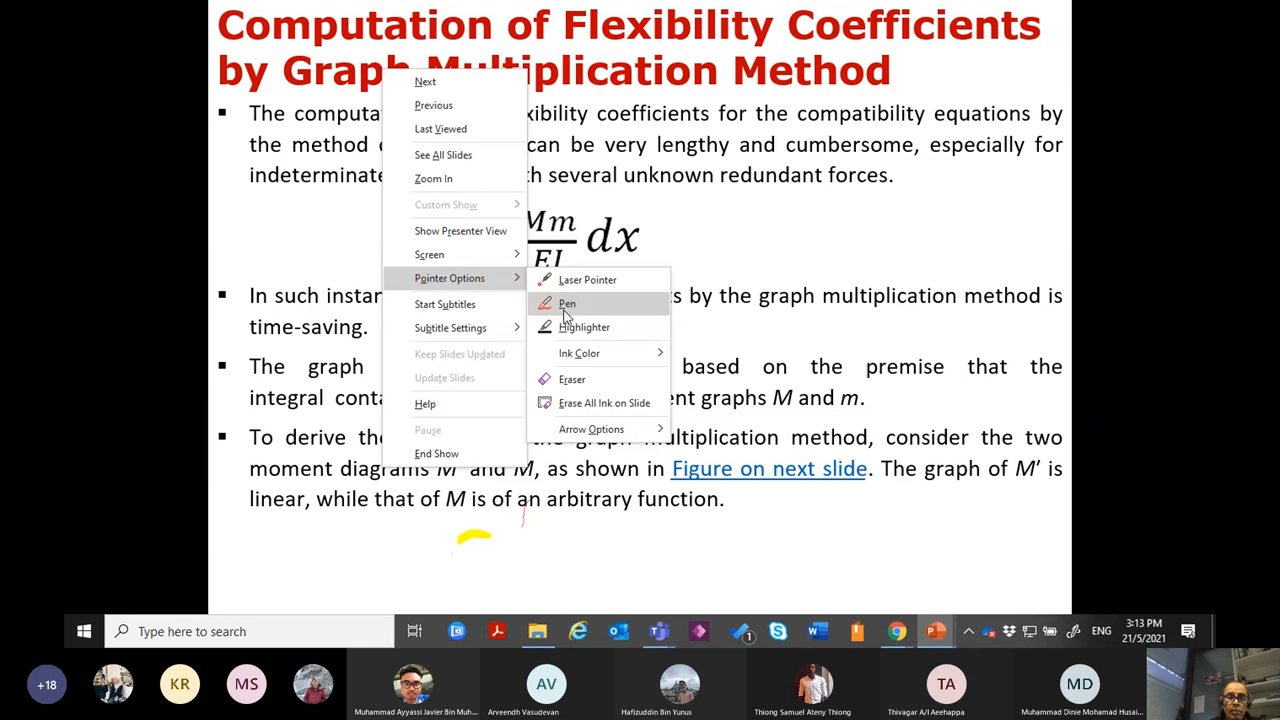 Computation of Flexibility Coefficients
by Graph Multiplication Method
The computa xibility coefficients for the compatibility equations by
the method can be very lengthy and cumbersome, especially for
indeterminate h several unknown redundant forces.
Mm
EI
dx
In such instan s by the graph multiplication method is
time-saving.
The graph based on the premise that the
integral conta ent graphs M and m.
To derive the the graph multiplication method, consider the two
moment diagrams M' and M, as shown in Figure on next slide. The graph of M' is
linear, while that of M is of an arbitrary function.
Next
Previous
Last Viewed
See All Slides
Zoom In
Custom Show
Show Presenter View
Screen
Pointer Options
Start Subtitles
Subtitle Settings
Keep Slides Updated
Update Slides
Help
Pause
End Show
Laser Pointer
Pen
Highlighter
Ink Color
Eraser
Erase All Ink on Slide
Arrow Options
Type here to search
1
ENG
3:13 PM
21/5/2021
+18
KR
MS
Muhammad Ayyassi Javier Bin Muh...
AV
Arveendh Vasudevan
Hafizuddin Bin Yunus
Thiong Samuel Ateny Thiong
TA
Thivagar A/l Aeehappa
MD
Muhammad Dinie Mohamad Husai...